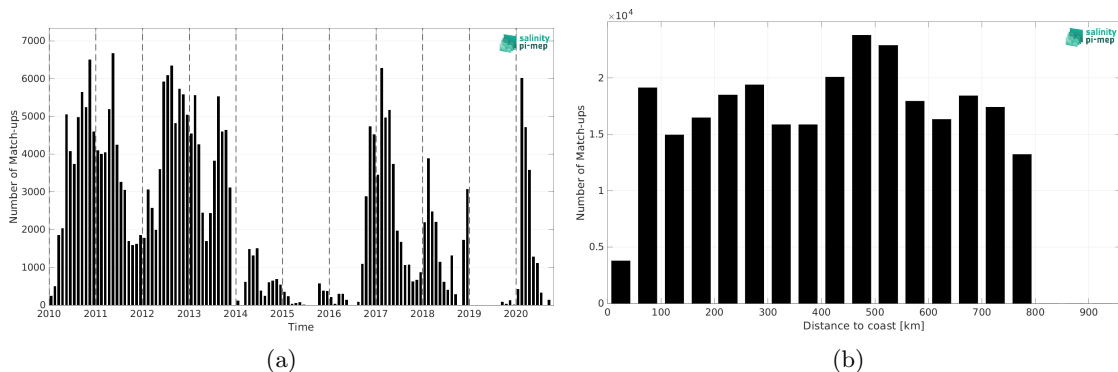 salinity
pi-mep
Number of Match-ups
7000
6000
5000
4000
3000
2000
1000
0
2010 2011 2012 2013 2014 2015 2016 2017 2018 2019 2020
Time
(a)
×10⁴
salinity
pi-mep
Number of Match-ups
2
1.5
1
0.5
0
0 100 200 300 400 500 600 700 800 900
Distance to coast [km]
(b)